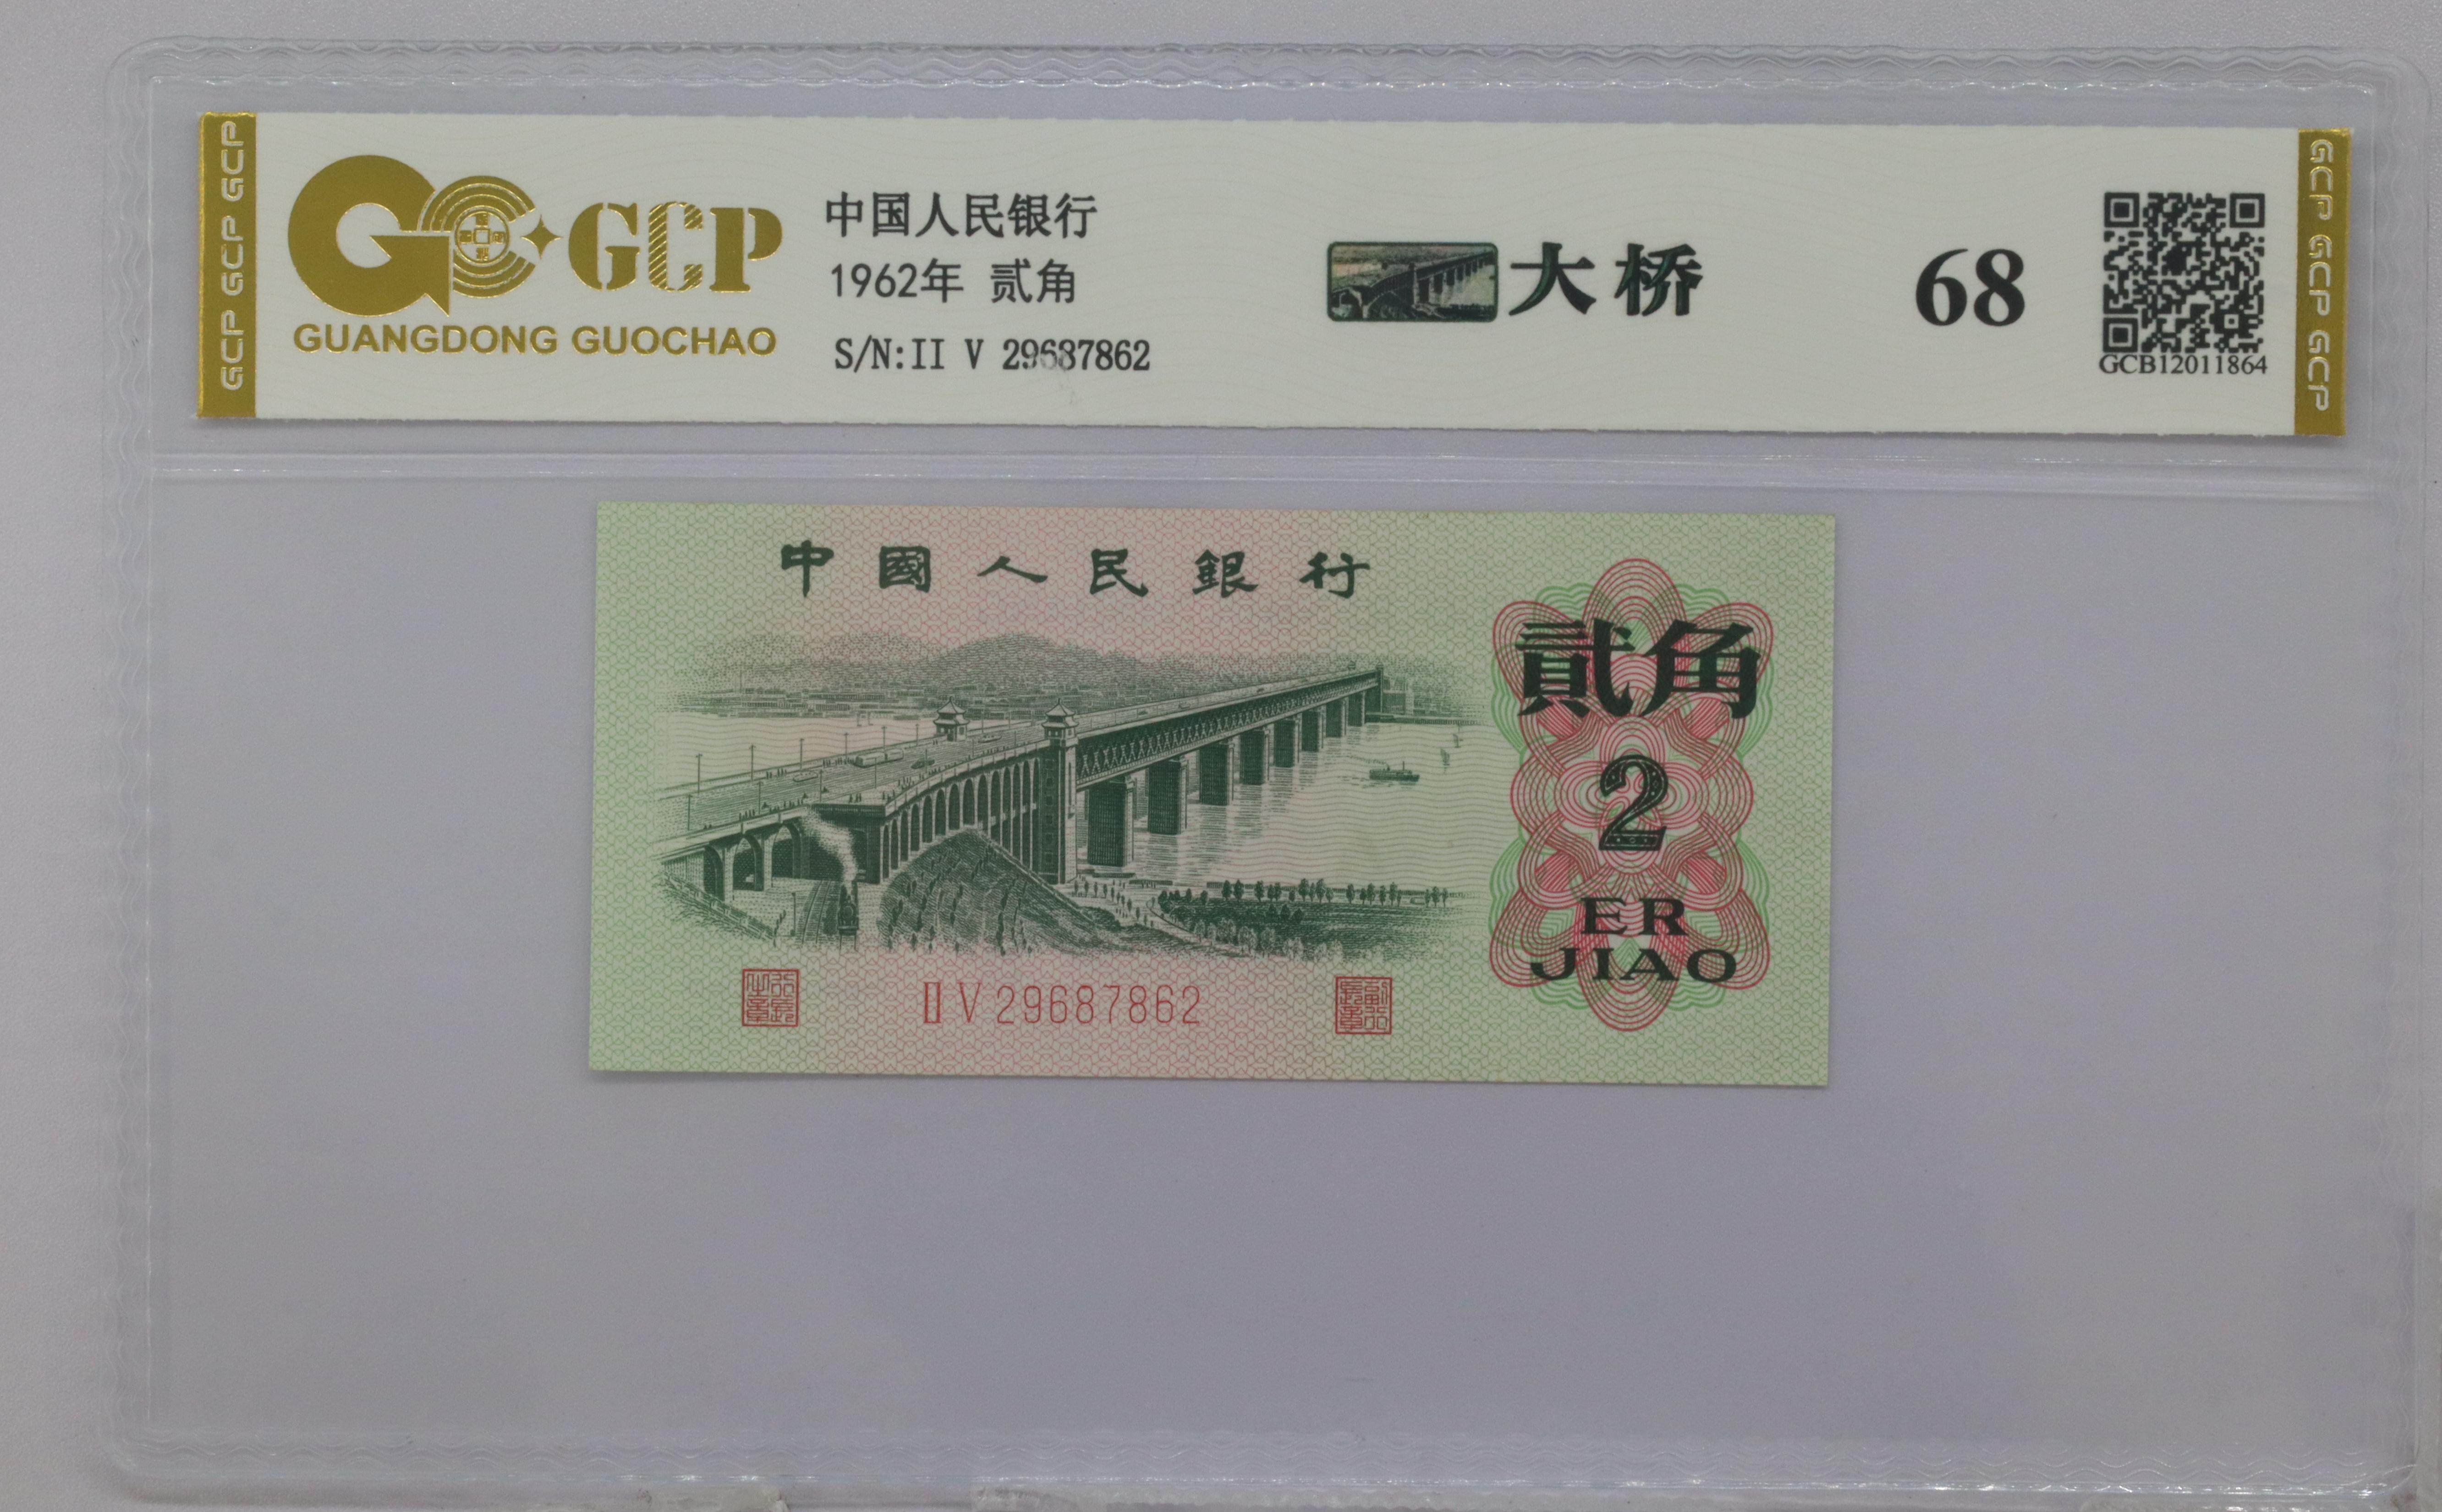 GCP GCP GCP
GCP
GUANGDONG GUOCHAO
中国人民银行
1962年 贰角
S/N:II V 29687862
大桥
68
GCB12011864
GCP GCP GCP
中國人民銀行
貳角
2
ER
JIAO
ⅡV29687862